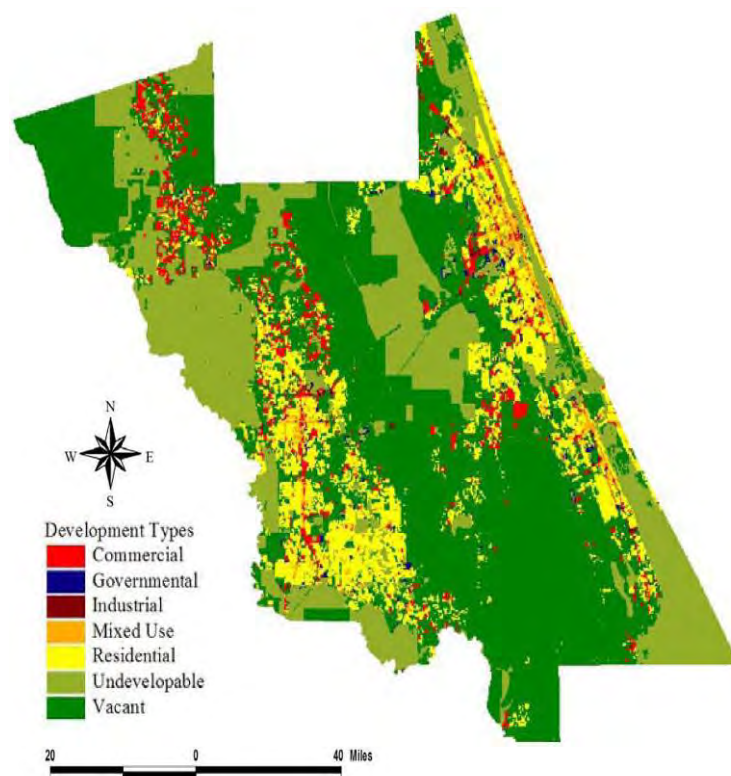 N
W E
S
Development Types
Commercial
Governmental
Industrial
Mixed Use
Residential
Undevelopable
Vacant
20 0 40 Miles